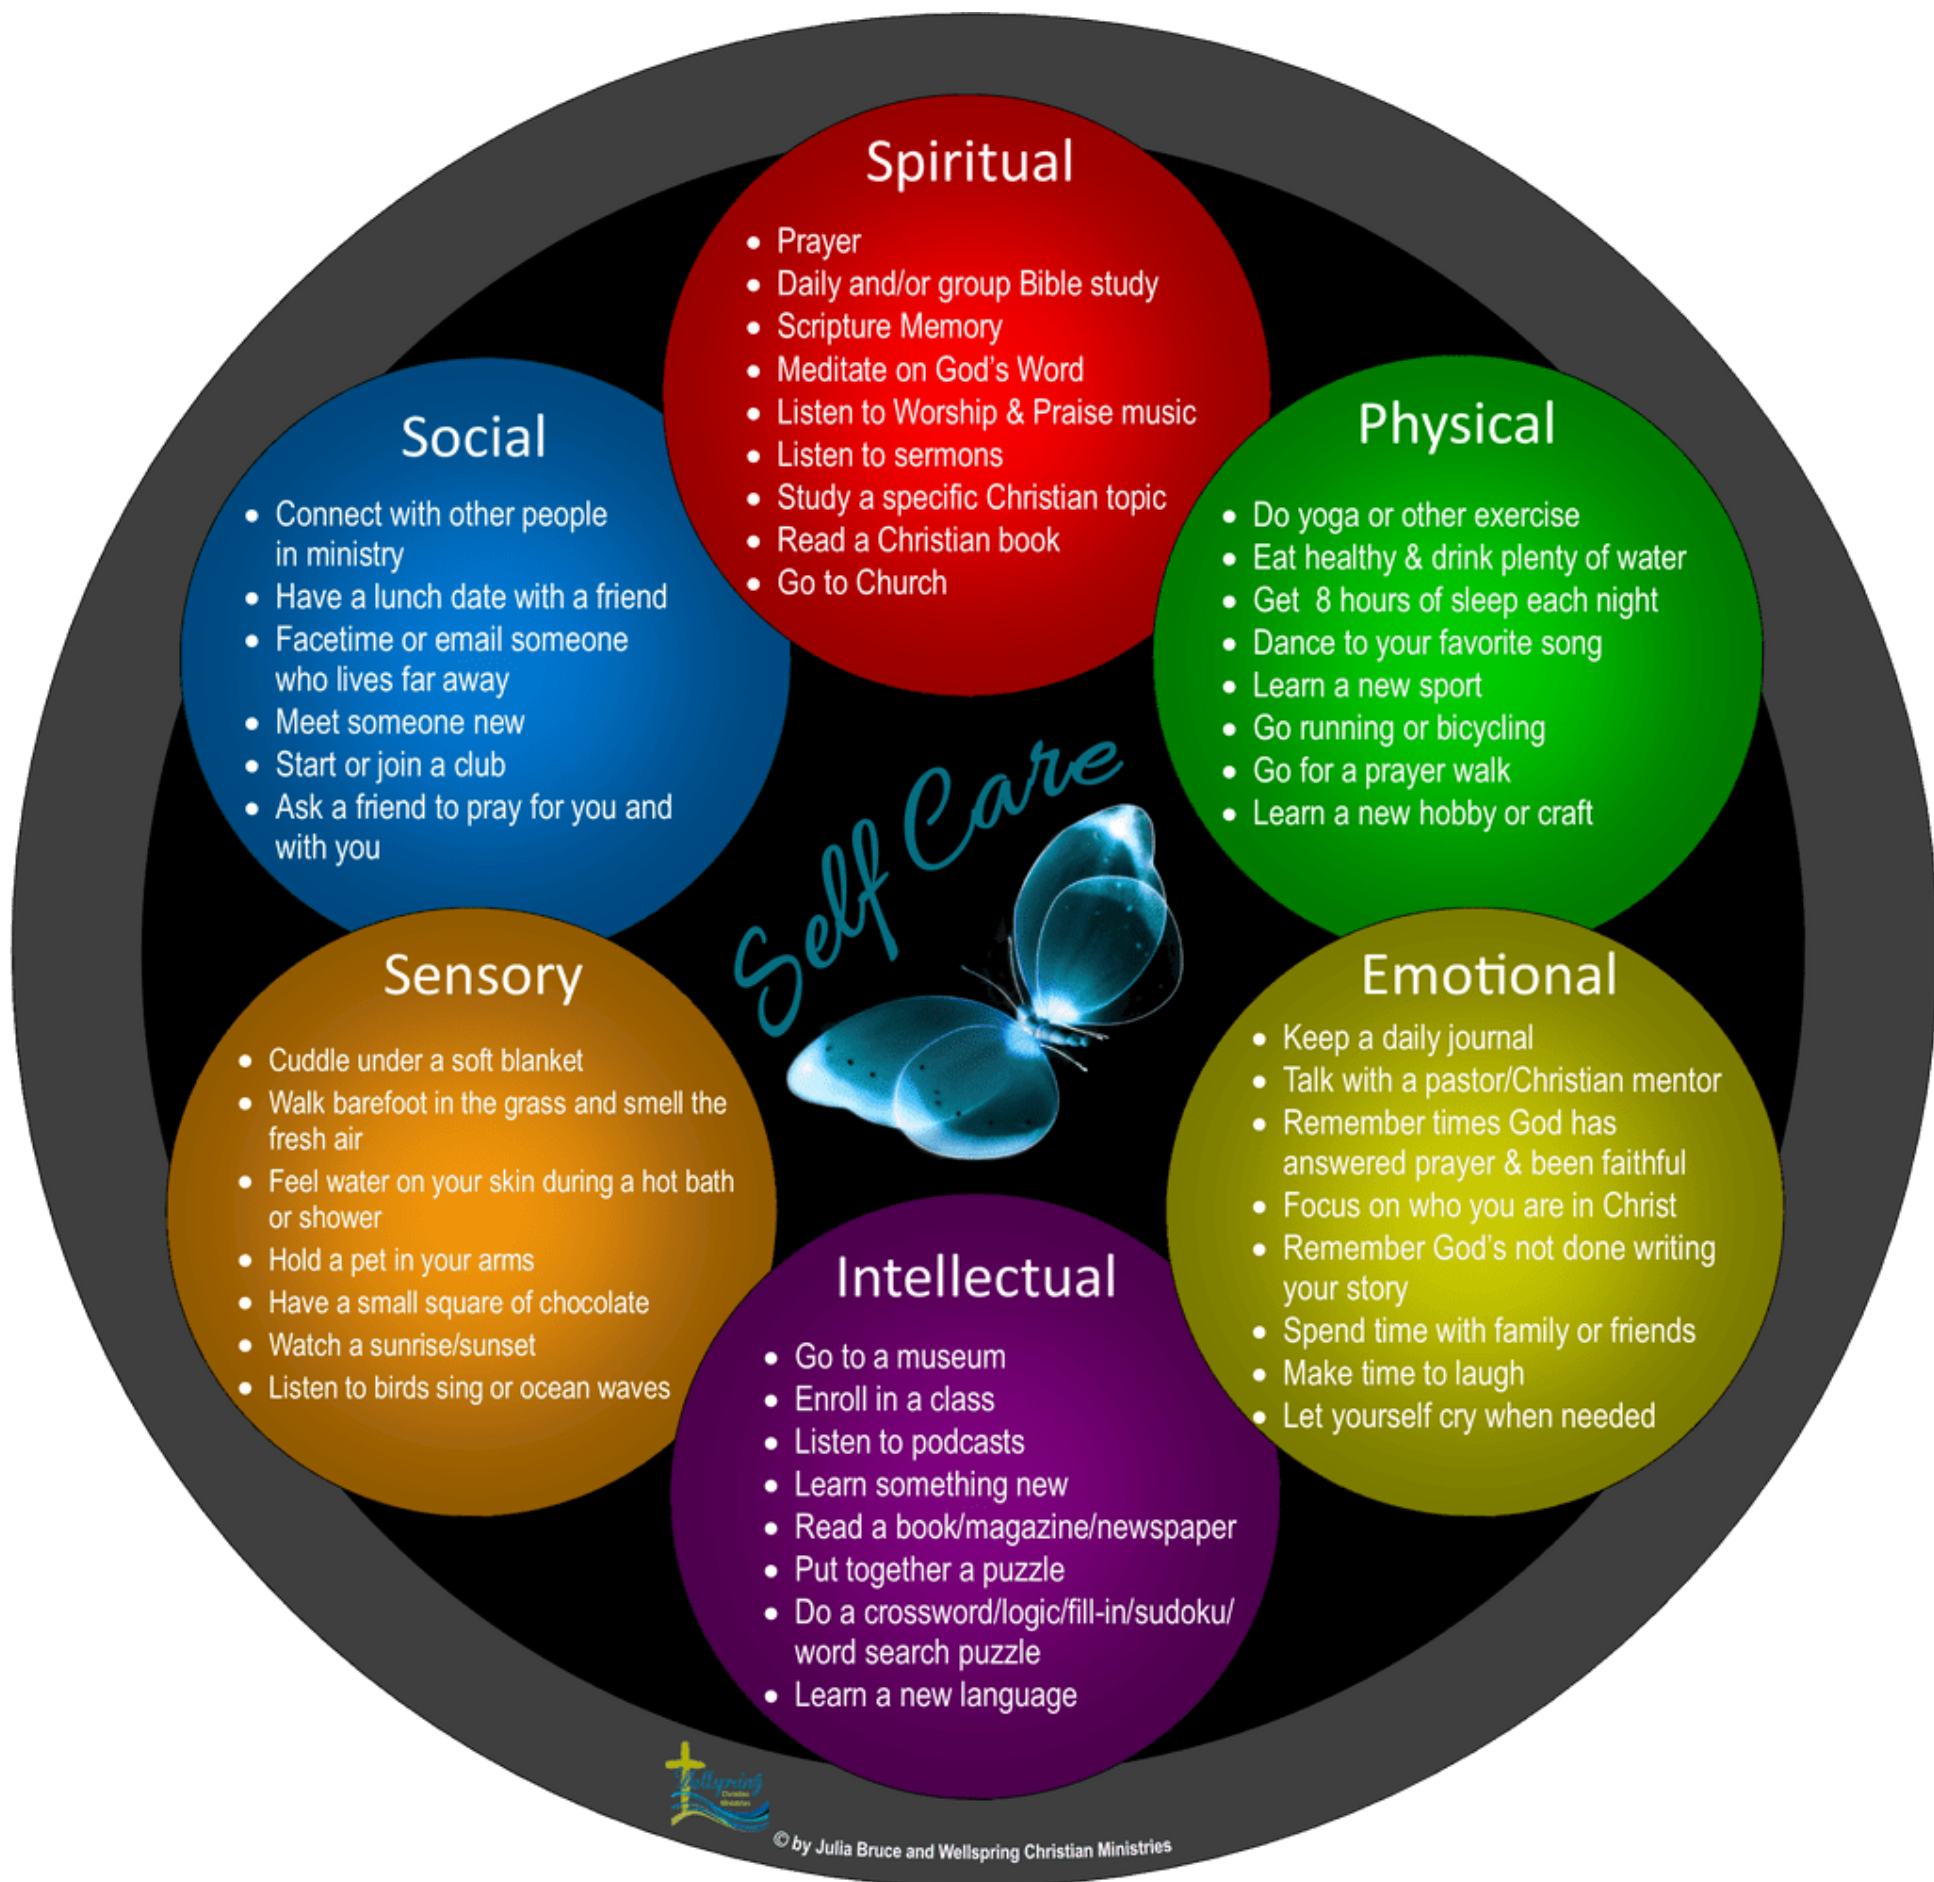 Spiritual
• Prayer
• Daily and/or group Bible study
• Scripture Memory
• Meditate on God's Word
• Listen to Worship & Praise music
• Listen to sermons
• Study a specific Christian topic
• Read a Christian book
• Go to Church
Physical
• Do yoga or other exercise
• Eat healthy & drink plenty of water
• Get 8 hours of sleep each night
• Dance to your favorite song
• Learn a new sport
• Go running or bicycling
• Go for a prayer walk
• Learn a new hobby or craft
Emotional
• Keep a daily journal
• Talk with a pastor/Christian mentor
• Remember times God has
answered prayer & been faithful
• Focus on who you are in Christ
• Remember God's not done writing
your story
• Spend time with family or friends
• Make time to laugh
• Let yourself cry when needed
Intellectual
• Go to a museum
• Enroll in a class
• Listen to podcasts
• Learn something new
• Read a book/magazine/newspaper
• Put together a puzzle
• Do a crossword/logic/fill-in/sudoku/
word search puzzle
• Learn a new language
Sensory
• Cuddle under a soft blanket
• Walk barefoot in the grass and smell the
fresh air
• Feel water on your skin during a hot bath
or shower
• Hold a pet in your arms
• Have a small square of chocolate
• Watch a sunrise/sunset
• Listen to birds sing or ocean waves
Social
• Connect with other people
in ministry
• Have a lunch date with a friend
• Facetime or email someone
who lives far away
• Meet someone new
• Start or join a club
• Ask a friend to pray for you and
with you
Self Care
Wellspring
Christian
Ministries
© by Julia Bruce and Wellspring Christian Ministries